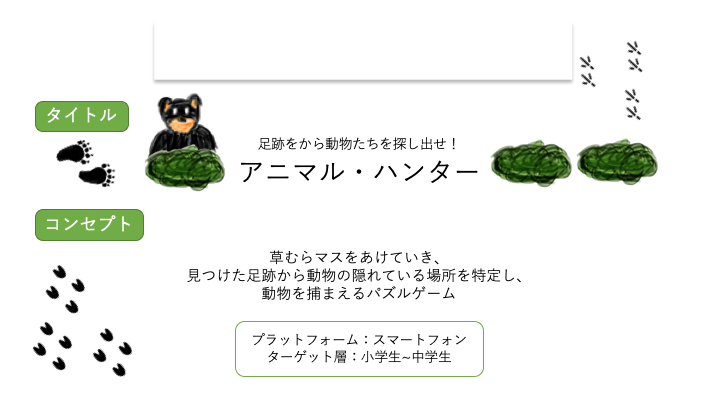 タイトル
足跡をから動物たちを探し出せ！
アニマル・ハンター
コンセプト
草むらマスをあけていき、
見つけた足跡から動物の隠れている場所を特定し、
動物を捕まえるパズルゲーム
プラットフォーム：スマートフォン
ターゲット層：小学生~中学生